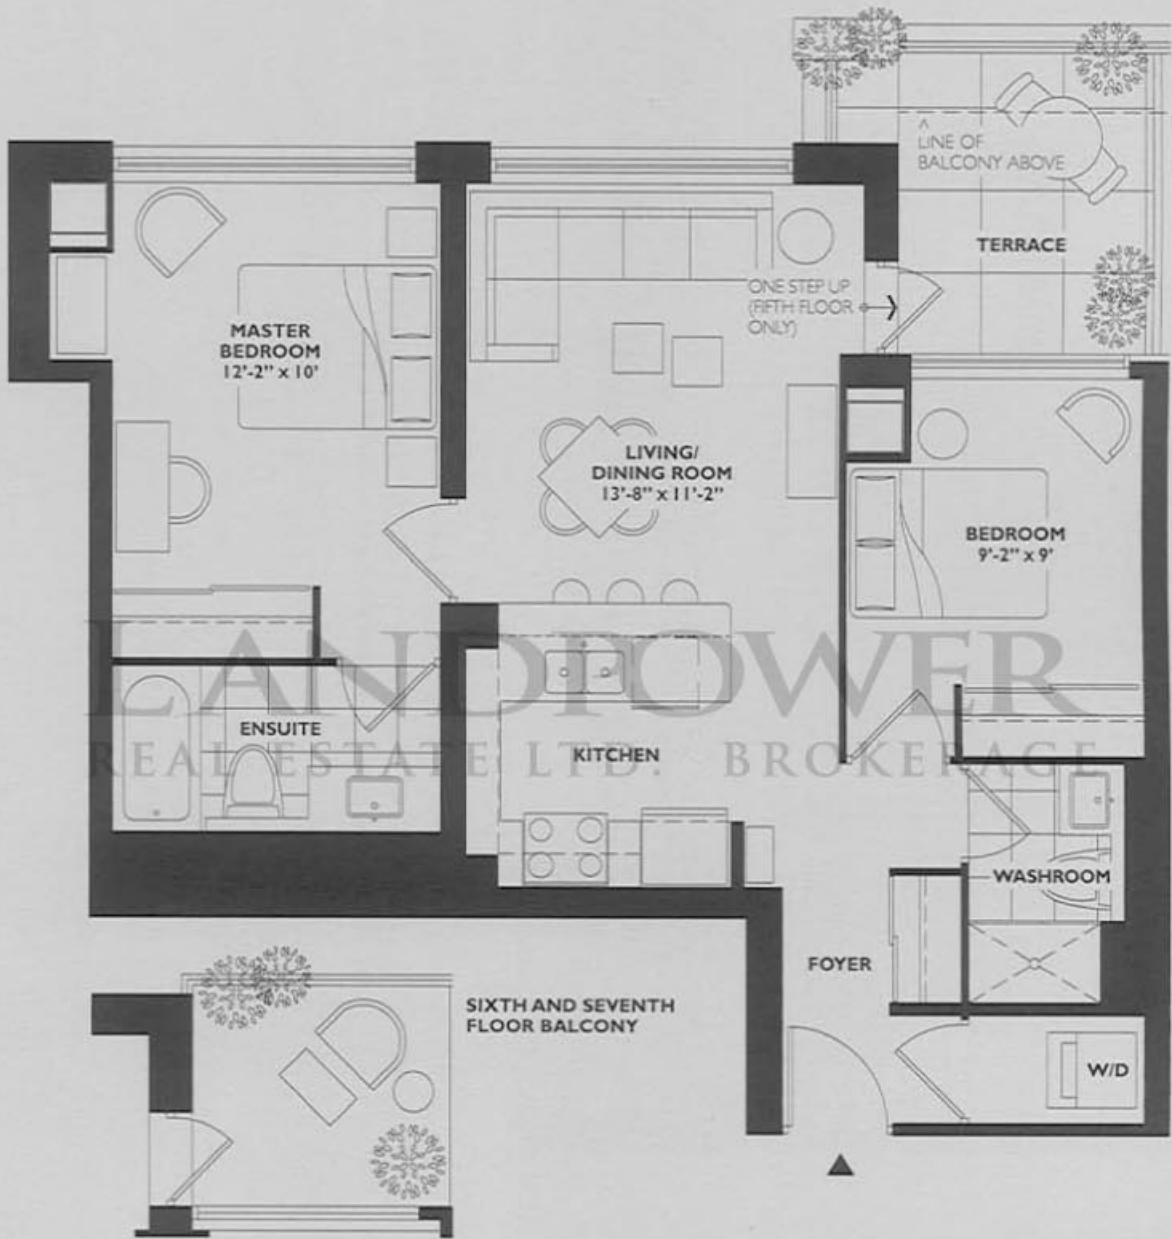 ^
LINE OF
BALCONY ABOVE
TERRACE
ONE STEP UP
(FIFTH FLOOR
ONLY)
MASTER
BEDROOM
12'-2" x 10'
LIVING/
DINING ROOM
13'-8" x 11'-2"
BEDROOM
9'-2" x 9'
LANDPOWER
REAL ESTATE LTD. BROKERAGE
ENSUITE
KITCHEN
WASHROOM
FOYER
SIXTH AND SEVENTH
FLOOR BALCONY
W/D